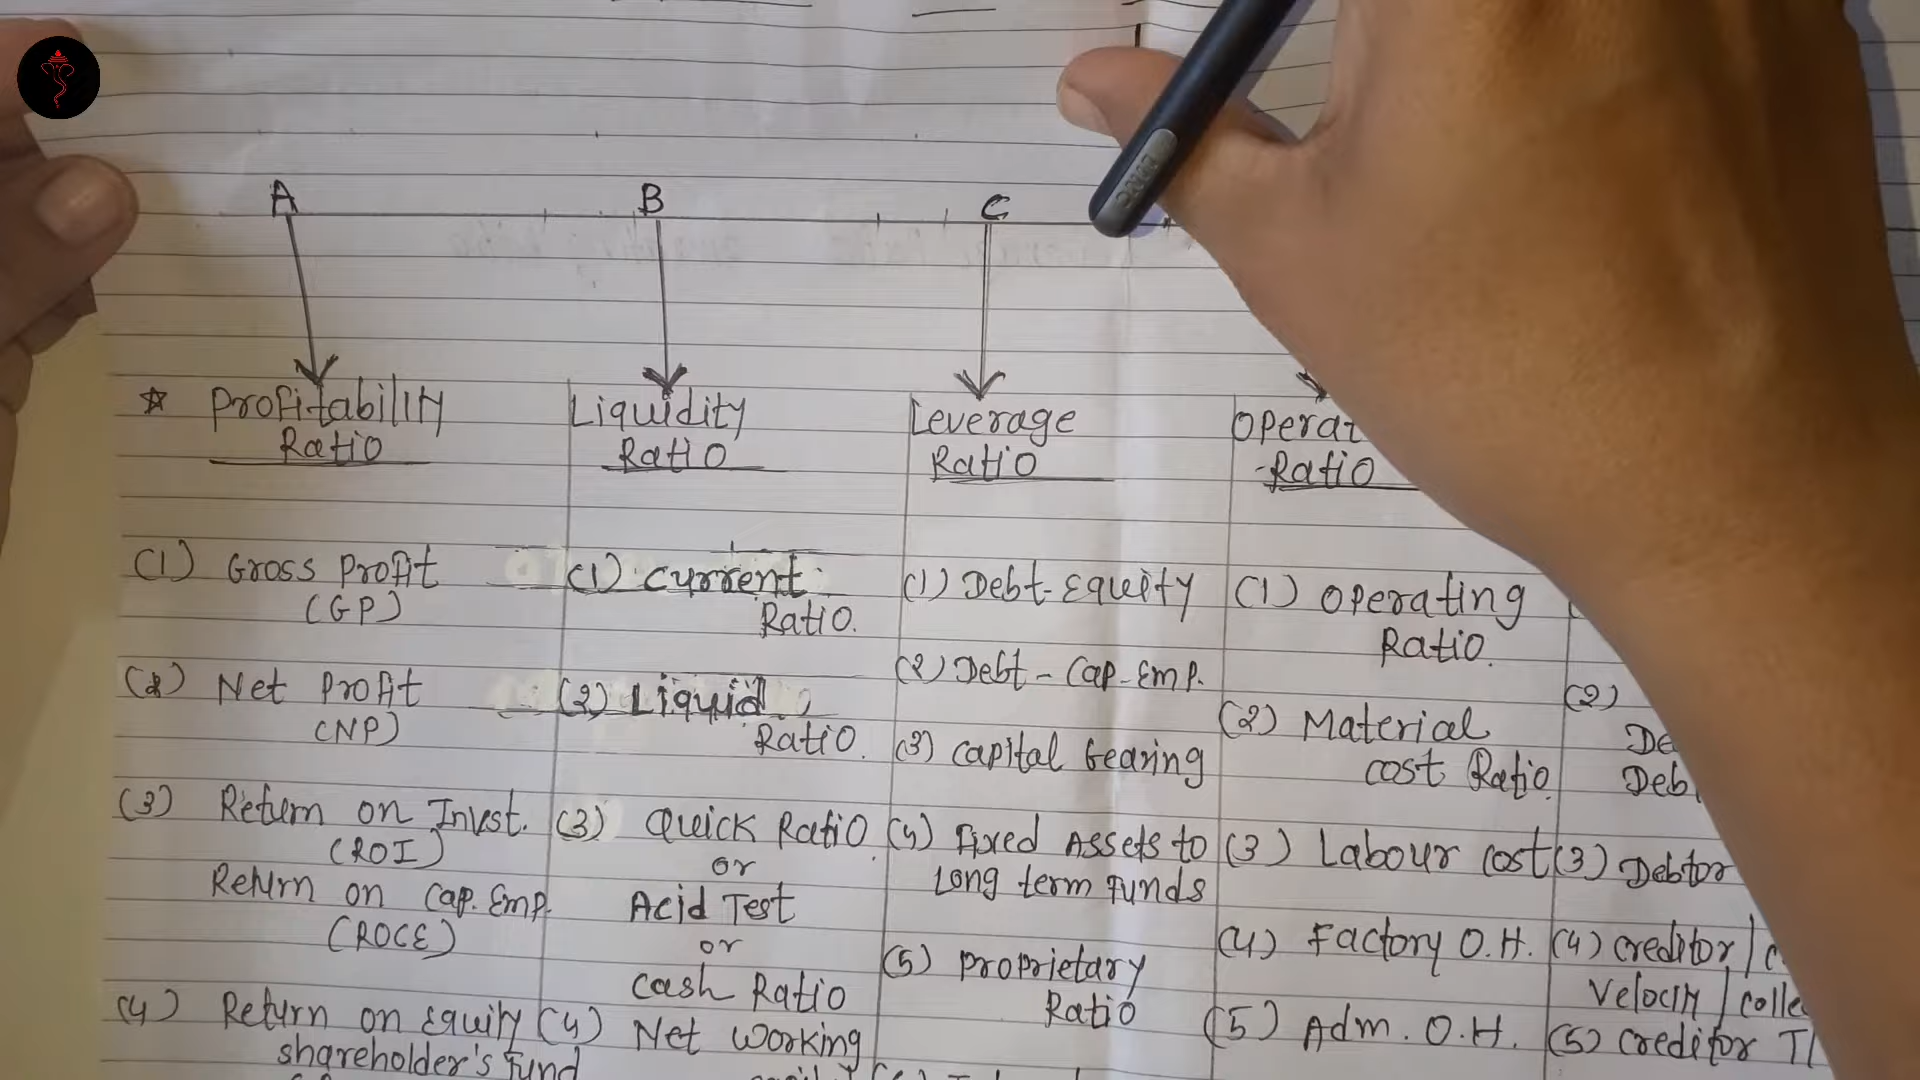 A
B
C
☆ Profitability
Ratio
(1) Gross Profit
(GP)
(2) Net Profit
(NP)
(3) Return on Invst.
(ROI)
Return on Cap. Emp.
(ROCE)
(4) Return on Equity
shareholder's Fund
Liquidity
Ratio
(1) Current
Ratio.
(2) Liquid
Ratio.
(3) Quick Ratio
or
Acid Test
or
Cash Ratio
(4) Net Working
Leverage
Ratio
(1) Debt-Equity
(2) Debt - Cap. Emp.
(3) Capital Gearing
(4) Fixed Assets to
Long term Funds
(5) Proprietary
Ratio
Operat
Ratio
(1) Operating
Ratio.
(2) Material
cost Ratio.
(3) Labour cost
(4) Factory O.H.
(5) Adm. O.H.
(2)
De
Deb
(3) Debtor
(4) Creditor /
Velocity / colle
(5) Creditor